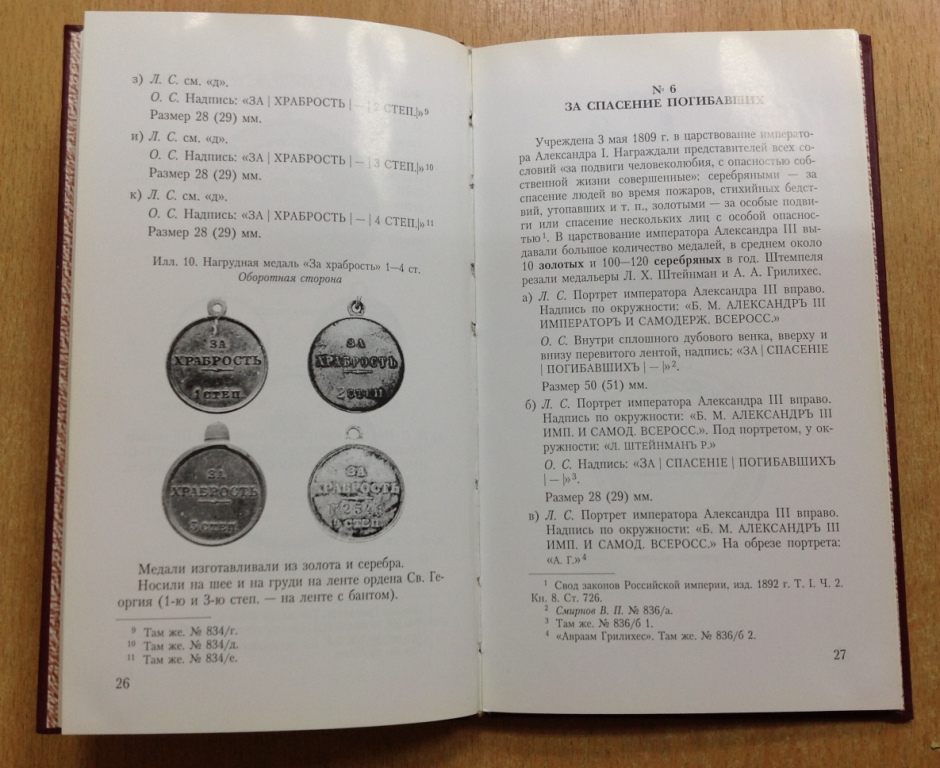 з) Л. С. см. «д».
О. С. Надпись: «ЗА | ХРАБРОСТЬ | — | 2 СТЕП.|»⁹
Размер 28 (29) мм.
и) Л. С. см. «д».
О. С. Надпись: «ЗА | ХРАБРОСТЬ | — | 3 СТЕП.|»¹⁰
Размер 28 (29) мм.
к) Л. С. см. «д».
О. С. Надпись: «ЗА | ХРАБРОСТЬ | — | 4 СТЕП.|»¹¹
Размер 28 (29) мм.
Илл. 10. Нагрудная медаль «За храбрость» 1—4 ст.
Оборотная сторона
ЗА
ХРАБРОСТЬ
1 СТЕП
ЗА
ХРАБРОСТЬ
2 СТЕП
ЗА
ХРАБРОСТЬ
3 СТЕП
ЗА
ХРАБРОСТЬ
4 СТЕП
Медали изготавливали из золота и серебра.
Носили на шее и на груди на ленте ордена Св. Ге-
оргия (1-ю и 3-ю степ. — на ленте с бантом).
⁹ Там же. № 834/г.
¹⁰ Там же. № 834/д.
¹¹ Там же. № 834/е.
26
№ 6
ЗА СПАСЕНИЕ ПОГИБАВШИХ
Учреждена 3 мая 1809 г. в царствование императо-
ра Александра I. Награждали представителей всех со-
словий «за подвиги человеколюбия, с опасностью соб-
ственной жизни совершенные»: серебряными — за
спасение людей во время пожаров, стихийных бедст-
вий, утопавших и т. п., золотыми — за особые подви-
ги или спасение нескольких лиц с особой опаснос-
тью¹. В царствование императора Александра III вы-
давали большое количество медалей, в среднем около
10 золотых и 100—120 серебряных в год. Штемпеля
резали медальеры Л. Х. Штейнман и А. А. Грилихес.
а) Л. С. Портрет императора Александра III вправо.
Надпись по окружности: «Б. М. АЛЕКСАНДРЪ III
ИМПЕРАТОРЪ И САМОДЕРЖ. ВСЕРОСС.»
О. С. Внутри сплошного дубового венка, вверху и
внизу перевитого лентой, надпись: «ЗА | СПАСЕНIЕ
| ПОГИБАВШИХЪ | — |»².
Размер 50 (51) мм.
б) Л. С. Портрет императора Александра III вправо.
Надпись по окружности: «Б. М. АЛЕКСАНДРЪ III
ИМП. И САМОД. ВСЕРОСС.». Под портретом, у ок-
ружности: «Л. ШТЕЙНМАНЪ Р.»
О. С. Надпись: «ЗА | СПАСЕНIЕ | ПОГИБАВШИХЪ
| — |»³.
Размер 28 (29) мм.
в) Л. С. Портрет императора Александра III вправо.
Надпись по окружности: «Б. М. АЛЕКСАНДРЪ III
ИМП. И САМОД. ВСЕРОСС.» На обрезе портрета:
«А. Г.»⁴
¹ Свод законов Российской империи, изд. 1892 г. Т. I. Ч. 2.
Кн. 8. Ст. 726.
² Смирнов В. П. № 836/а.
³ Там же. № 836/б 1.
⁴ «Авраам Грилихес». Там же. № 836/б 2.
27